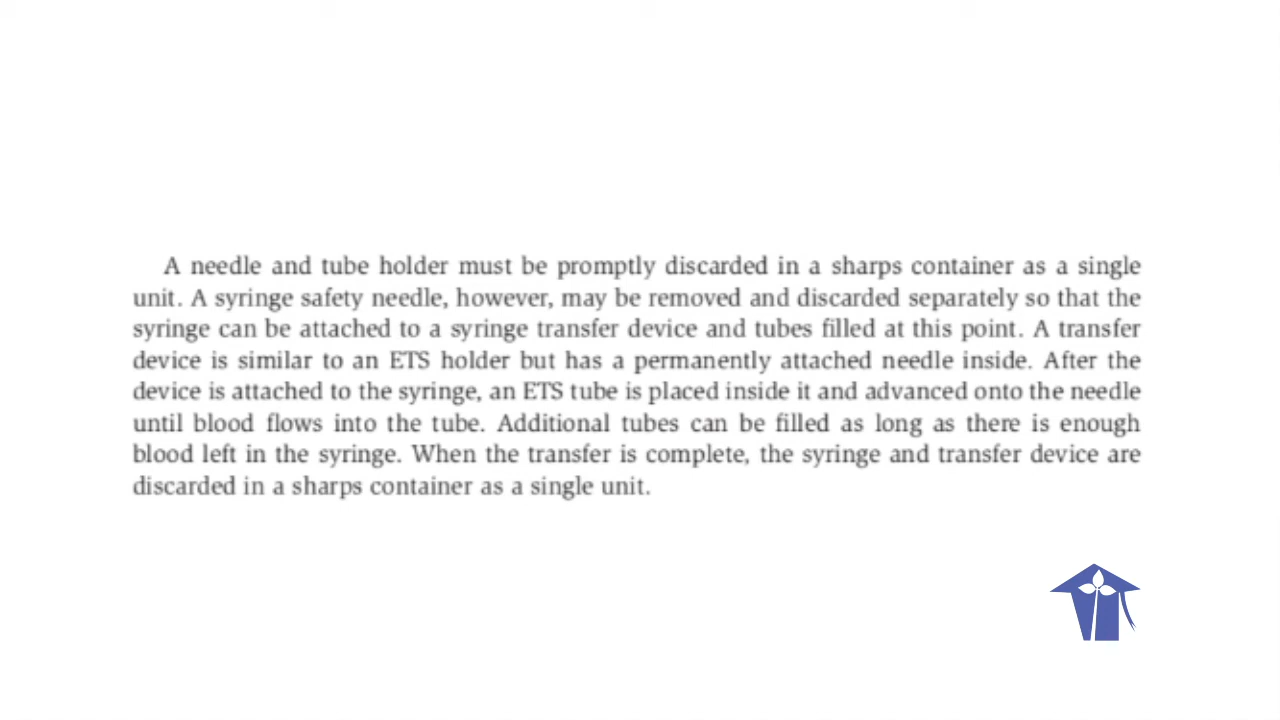 A needle and tube holder must be promptly discarded in a sharps container as a single
unit. A syringe safety needle, however, may be removed and discarded separately so that the
syringe can be attached to a syringe transfer device and tubes filled at this point. A transfer
device is similar to an ETS holder but has a permanently attached needle inside. After the
device is attached to the syringe, an ETS tube is placed inside it and advanced onto the needle
until blood flows into the tube. Additional tubes can be filled as long as there is enough
blood left in the syringe. When the transfer is complete, the syringe and transfer device are
discarded in a sharps container as a single unit.